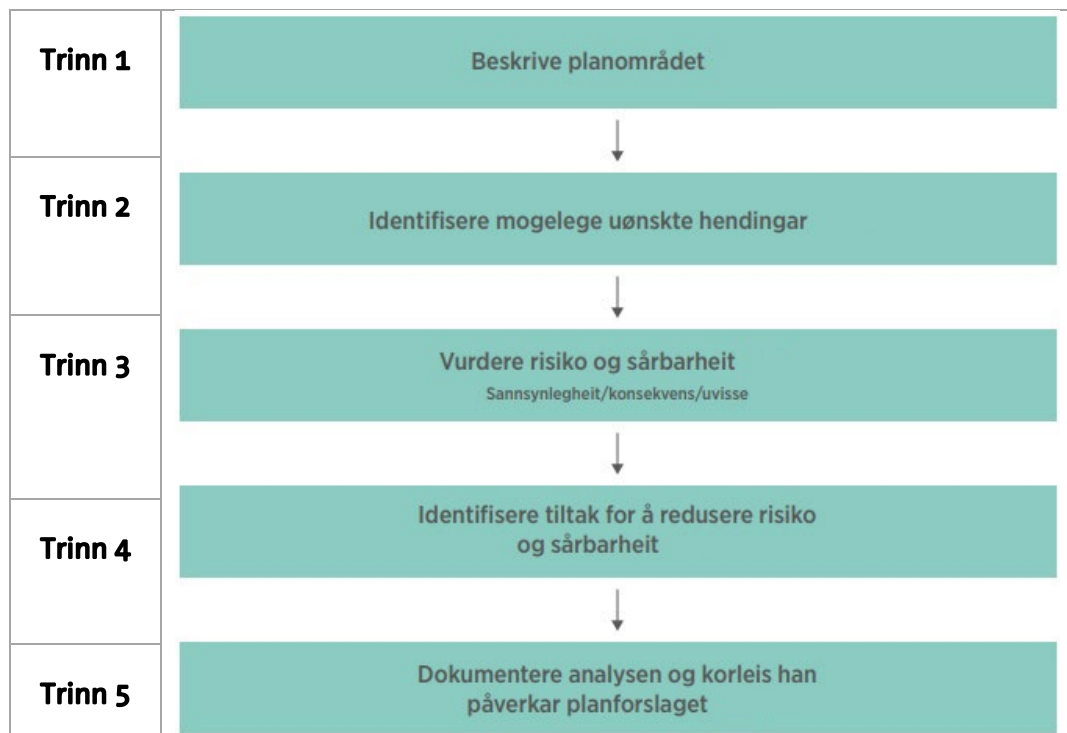 Trinn 1
Beskrive planområdet
Trinn 2
Identifisere mogelege uønskte hendingar
Trinn 3
Vurdere risiko og sårbarheit
Sannsynlegheit/konsekvens/uvisse
Trinn 4
Identifisere tiltak for å redusere risiko
og sårbarheit
Trinn 5
Dokumentere analysen og korleis han
påverkar planforslaget